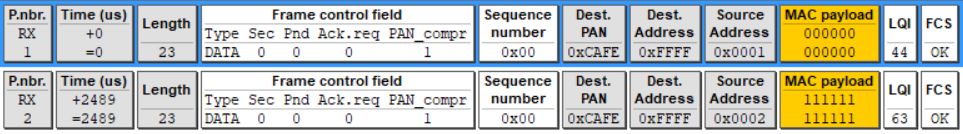 P.nbr. Time (us) Length Frame control field Sequence Dest. Dest. Source MAC payload LQI FCS
RX +0 Type Sec Pnd Ack.req PAN_compr number PAN Address Address 000000
1 =0 23 DATA 0 0 0 1 0x00 0xCAFE 0xFFFF 0x0001 000000 44 OK
P.nbr. Time (us) Length Frame control field Sequence Dest. Dest. Source MAC payload LQI FCS
RX +2489 Type Sec Pnd Ack.req PAN_compr number PAN Address Address 111111
2 =2489 23 DATA 0 0 0 1 0x00 0xCAFE 0xFFFF 0x0002 111111 63 OK